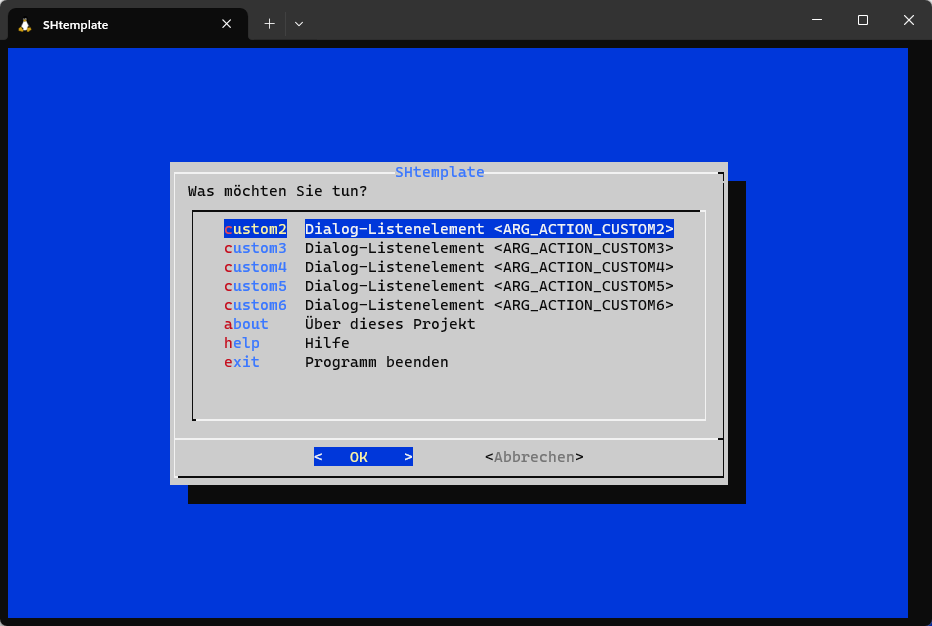 SHtemplate
SHtemplate
Was möchten Sie tun?
custom2 Dialog-Listenelement <ARG_ACTION_CUSTOM2>
custom3 Dialog-Listenelement <ARG_ACTION_CUSTOM3>
custom4 Dialog-Listenelement <ARG_ACTION_CUSTOM4>
custom5 Dialog-Listenelement <ARG_ACTION_CUSTOM5>
custom6 Dialog-Listenelement <ARG_ACTION_CUSTOM6>
about Über dieses Projekt
help Hilfe
exit Programm beenden
< OK > <Abbrechen>